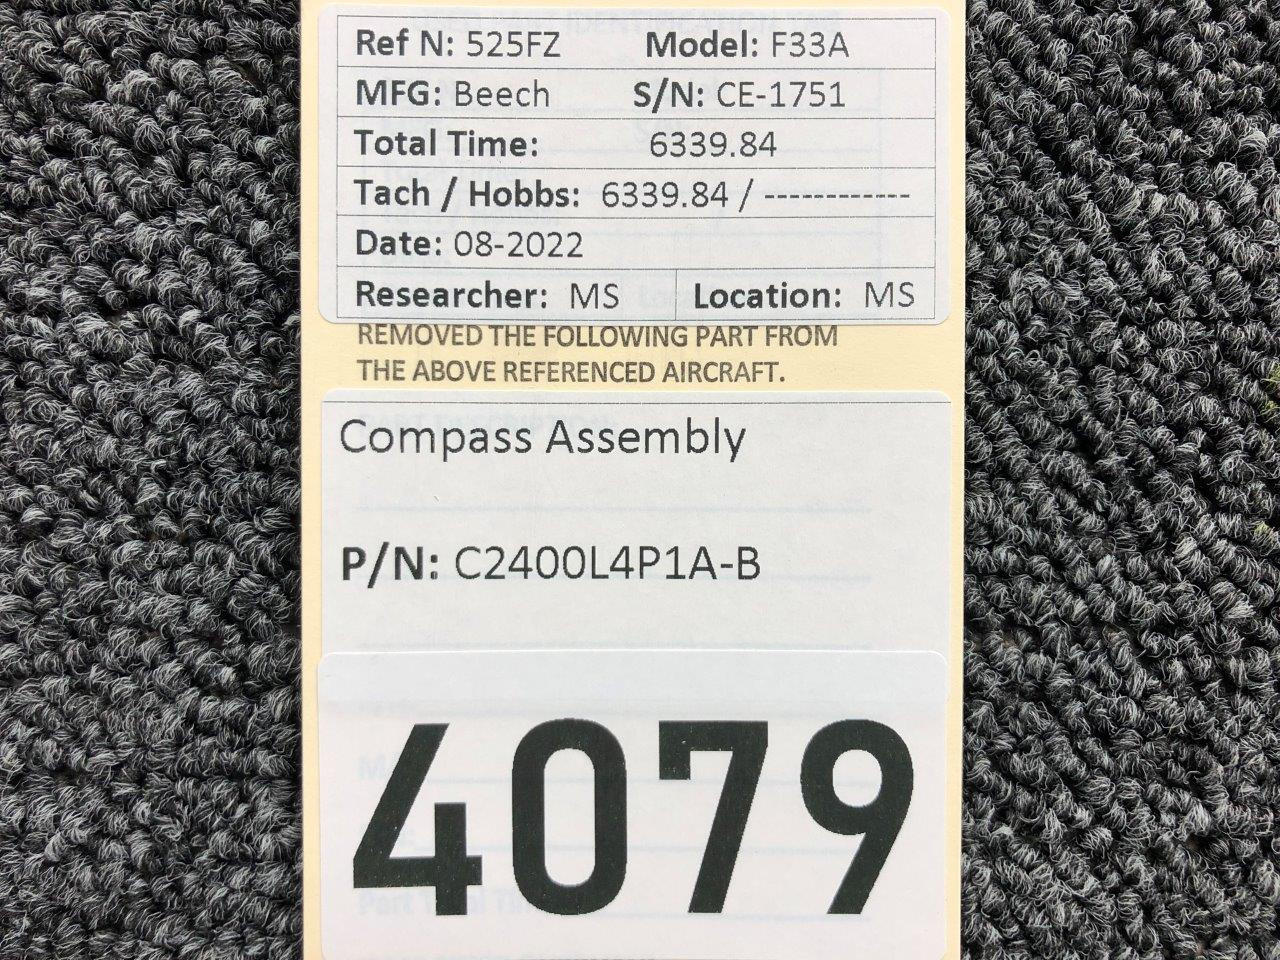 Ref N: 525FZ Model: F33A
MFG: Beech S/N: CE-1751
Total Time: 6339.84
Tach / Hobbs: 6339.84 / ------------
Date: 08-2022
Researcher: MS Location: MS
REMOVED THE FOLLOWING PART FROM
THE ABOVE REFERENCED AIRCRAFT.
Compass Assembly
P/N: C2400L4P1A-B
4079